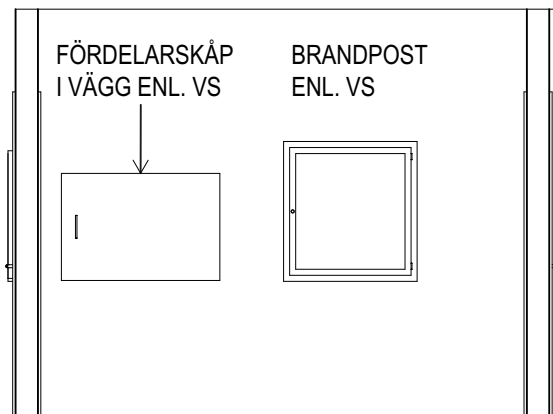 FÖRDELARSKÅP
I VÄGG ENL. VS
BRANDPOST
ENL. VS